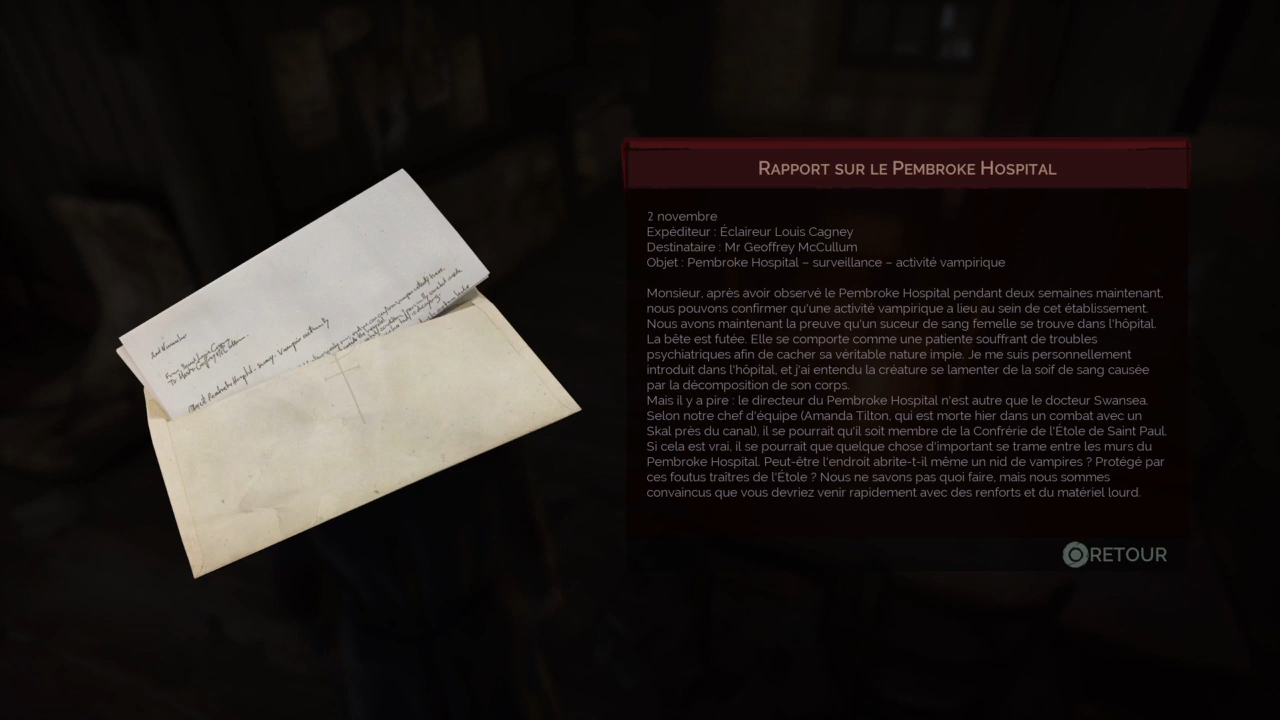 Rapport sur le Pembroke Hospital
2 novembre
Expéditeur : Éclaireur Louis Cagney
Destinataire : Mr Geoffrey McCullum
Objet : Pembroke Hospital – surveillance – activité vampirique
Monsieur, après avoir observé le Pembroke Hospital pendant deux semaines maintenant,
nous pouvons confirmer qu'une activité vampirique a lieu au sein de cet établissement.
Nous avons maintenant la preuve qu'un suceur de sang femelle se trouve dans l'hôpital.
La bête est futée. Elle se comporte comme une patiente souffrant de troubles
psychiatriques afin de cacher sa véritable nature impie. Je me suis personnellement
introduit dans l'hôpital, et j'ai entendu la créature se lamenter de la soif de sang causée
par la décomposition de son corps.
Mais il y a pire : le directeur du Pembroke Hospital n'est autre que le docteur Swansea.
Selon notre chef d'équipe (Amanda Tilton, qui est morte hier dans un combat avec un
Skal près du canal), il se pourrait qu'il soit membre de la Confrérie de l'Étole de Saint Paul.
Si cela est vrai, il se pourrait que quelque chose d'important se trame entre les murs du
Pembroke Hospital. Peut-être l'endroit abrite-t-il même un nid de vampires ? Protégé par
ces foutus traîtres de l'Étole ? Nous ne savons pas quoi faire, mais nous sommes
convaincus que vous devriez venir rapidement avec des renforts et du matériel lourd.
RETOUR